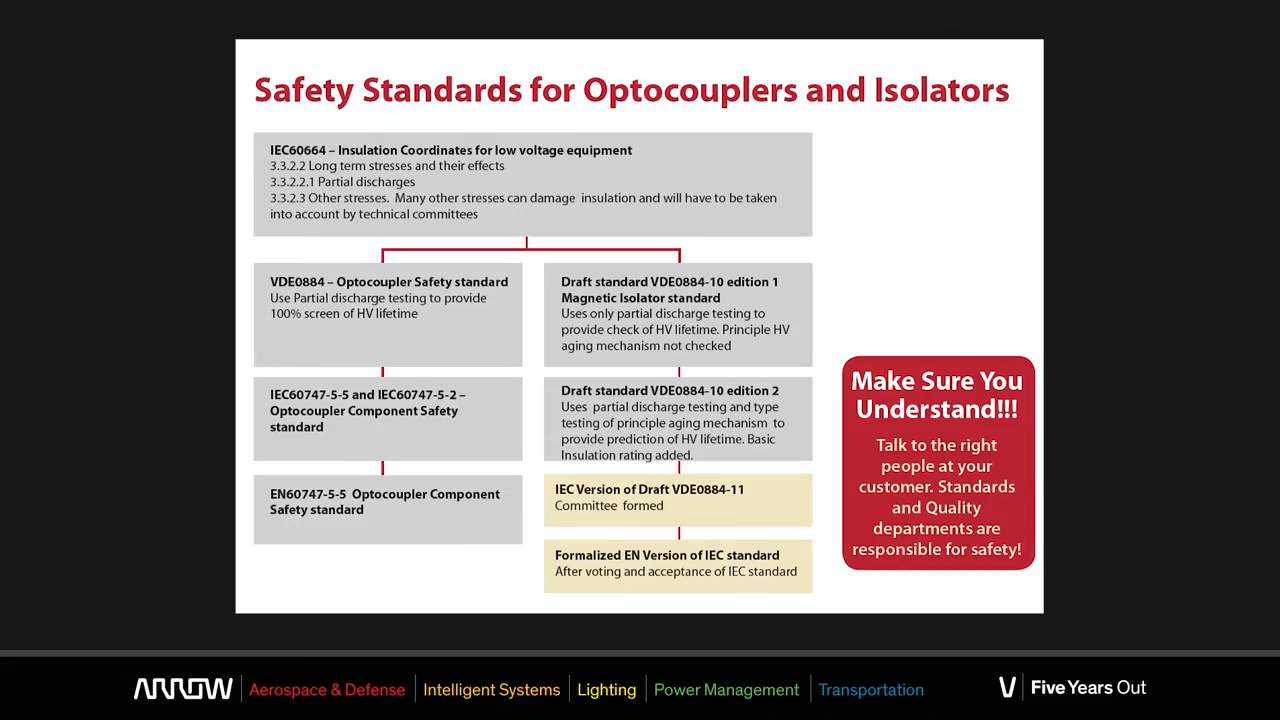 Safety Standards for Optocouplers and Isolators
IEC60664 – Insulation Coordinates for low voltage equipment
3.3.2.2 Long term stresses and their effects
3.3.2.2.1 Partial discharges
3.3.2.3 Other stresses. Many other stresses can damage insulation and will have to be taken
into account by technical committees
VDE0884 – Optocoupler Safety standard
Use Partial discharge testing to provide
100% screen of HV lifetime
Draft standard VDE0884-10 edition 1
Magnetic Isolator standard
Uses only partial discharge testing to
provide check of HV lifetime. Principle HV
aging mechanism not checked
IEC60747-5-5 and IEC60747-5-2 –
Optocoupler Component Safety
standard
Draft standard VDE0884-10 edition 2
Uses partial discharge testing and type
testing of principle aging mechanism to
provide prediction of HV lifetime. Basic
Insulation rating added.
EN60747-5-5 Optocoupler Component
Safety standard
IEC Version of Draft VDE0884-11
Committee formed
Formalized EN Version of IEC standard
After voting and acceptance of IEC standard
Make Sure You
Understand!!!
Talk to the right
people at your
customer. Standards
and Quality
departments are
responsible for safety!
ARROW Aerospace & Defense Intelligent Systems Lighting Power Management Transportation Five Years Out